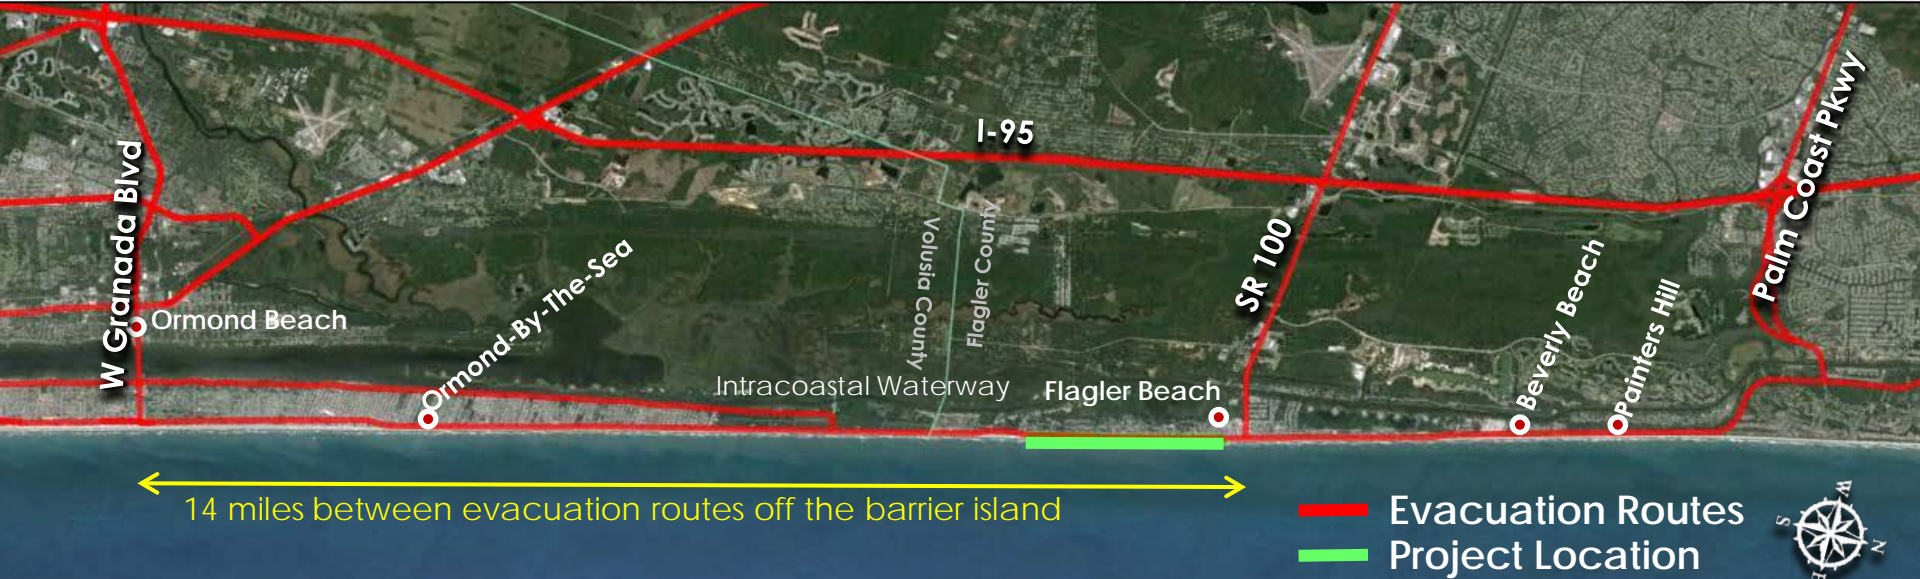 I-95
W Granada Blvd
Ormond Beach
Ormond-By-The-Sea
Volusia County
Flagler County
Intracoastal Waterway
Flagler Beach
SR 100
Beverly Beach
Painters Hill
Palm Coast Pkwy
14 miles between evacuation routes off the barrier island
Evacuation Routes
Project Location
W
S
N
E